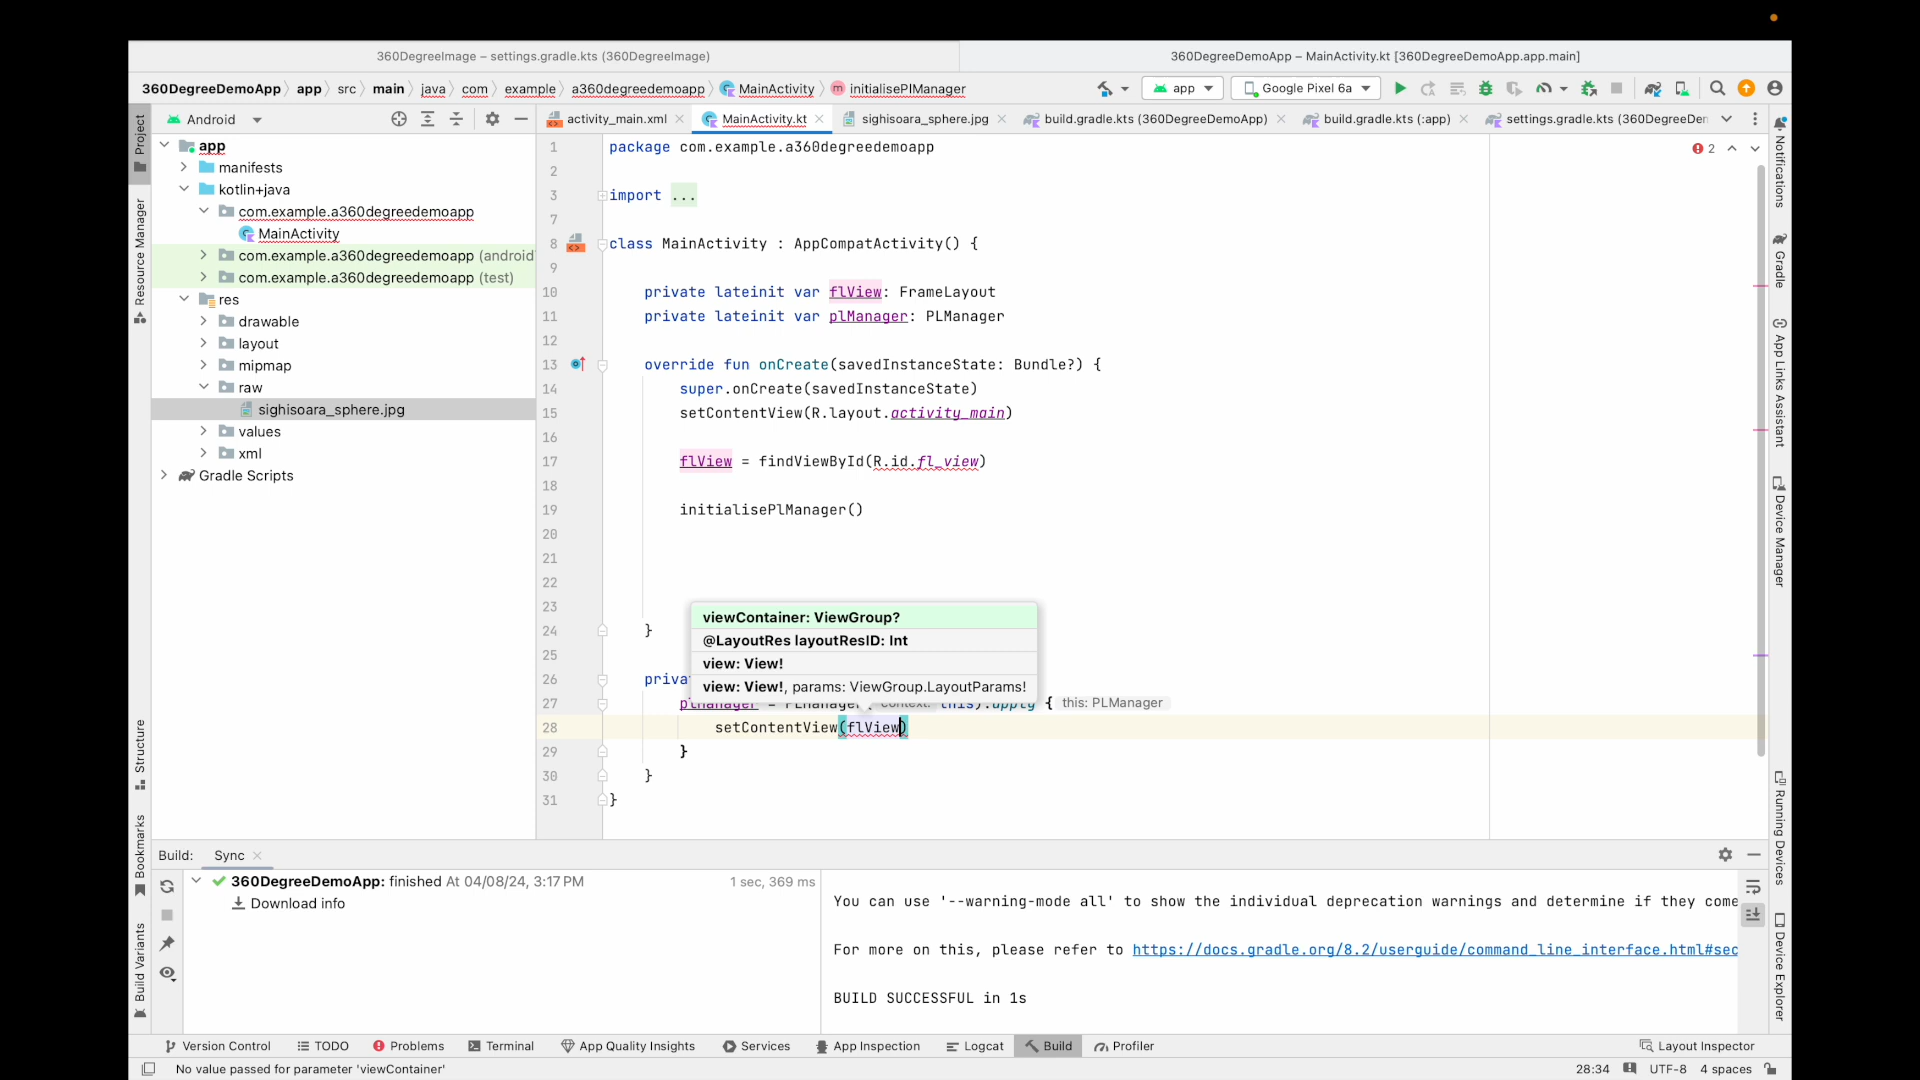 360DegreeImage – settings.gradle.kts (360DegreeImage)
360DegreeDemoApp – MainActivity.kt [360DegreeDemoApp.app.main]
360DegreeDemoApp app src main java com example a360degreedemoapp MainActivity initialisePlManager
app
Google Pixel 6a
Project
Android
activity_main.xml
MainActivity.kt
sighisoara_sphere.jpg
build.gradle.kts (360DegreeDemoApp)
build.gradle.kts (:app)
settings.gradle.kts (360DegreeDer
app
manifests
kotlin+java
com.example.a360degreedemoapp
MainActivity
com.example.a360degreedemoapp (android
com.example.a360degreedemoapp (test)
res
drawable
layout
mipmap
raw
sighisoara_sphere.jpg
values
xml
Gradle Scripts
Resource Manager
Structure
Bookmarks
Build Variants
2
1 package com.example.a360degreedemoapp
2
3 import ...
7
8 class MainActivity : AppCompatActivity() {
9
10 private lateinit var flView: FrameLayout
11 private lateinit var plManager: PLManager
12
13 override fun onCreate(savedInstanceState: Bundle?) {
14 super.onCreate(savedInstanceState)
15 setContentView(R.layout.activity_main)
16
17 flView = findViewById(R.id.fl_view)
18
19 initialisePlManager()
20
21
22
23
viewContainer: ViewGroup?
@LayoutRes layoutResID: Int
view: View!
view: View!, params: ViewGroup.LayoutParams!
24 }
25
26 priva
27 plManager = PLManager( context: this).apply { this: PLManager
28 setContentView(flView)
29 }
30 }
31 }
Notifications
Gradle
App Links Assistant
Device Manager
Running Devices
Device Explorer
Build: Sync
360DegreeDemoApp: finished At 04/08/24, 3:17 PM 1 sec, 369 ms
Download info
You can use '--warning-mode all' to show the individual deprecation warnings and determine if they come
For more on this, please refer to https://docs.gradle.org/8.2/userguide/command_line_interface.html#sec
BUILD SUCCESSFUL in 1s
Version Control TODO Problems Terminal App Quality Insights Services App Inspection Logcat Build Profiler Layout Inspector
No value passed for parameter 'viewContainer' 28:34 UTF-8 4 spaces